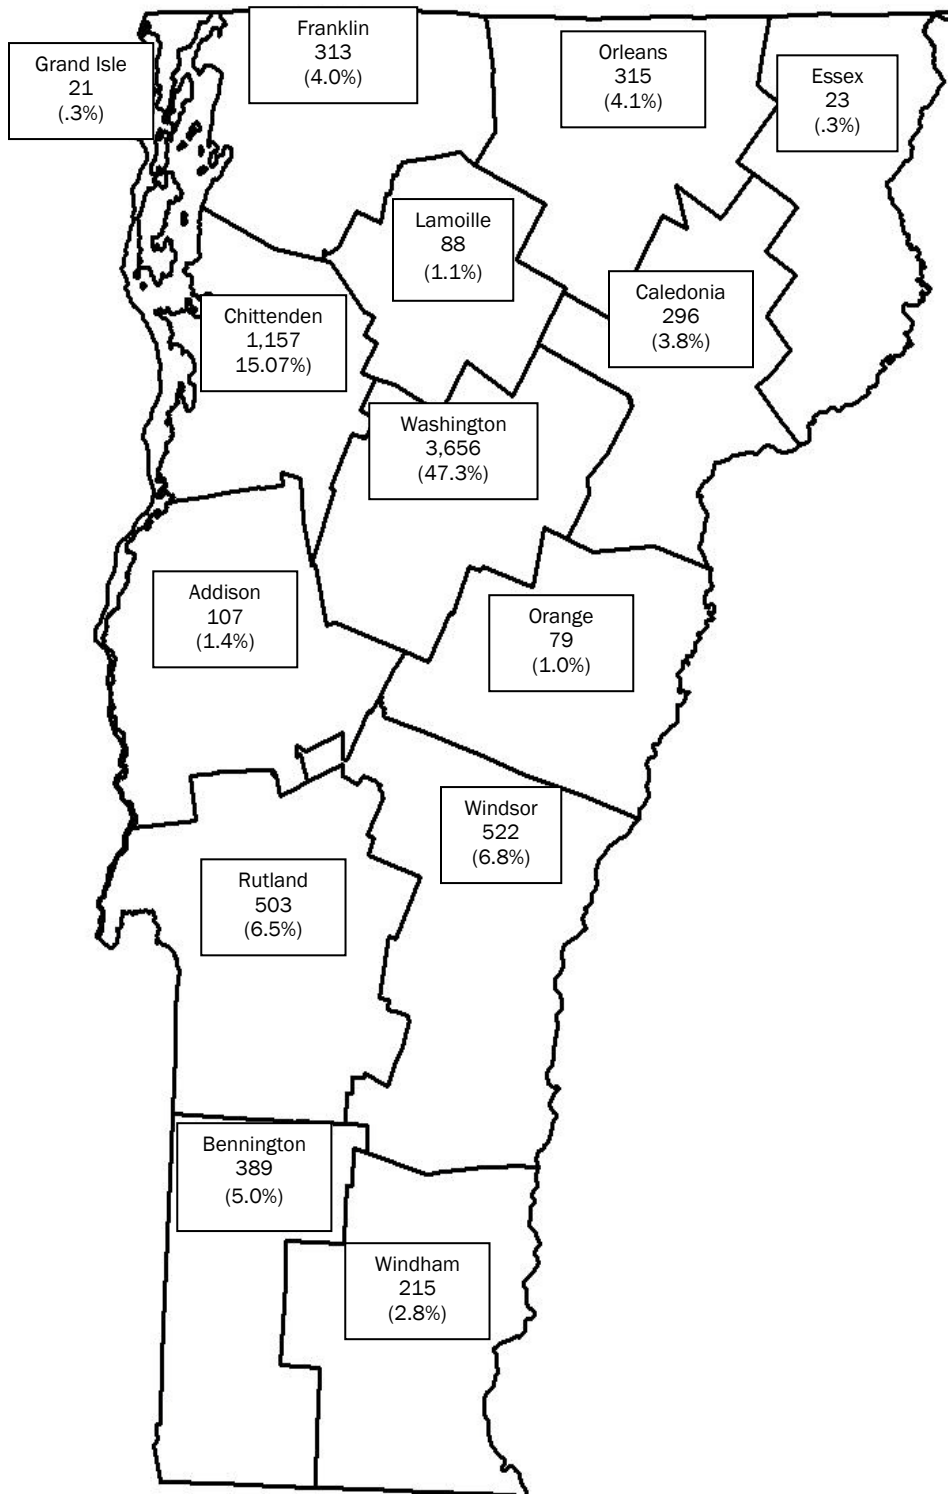 Franklin
313
(4.0%)
Grand Isle
21
(.3%)
Orleans
315
(4.1%)
Essex
23
(.3%)
Lamoille
88
(1.1%)
Caledonia
296
(3.8%)
Chittenden
1,157
15.07%)
Washington
3,656
(47.3%)
Addison
107
(1.4%)
Orange
79
(1.0%)
Windsor
522
(6.8%)
Rutland
503
(6.5%)
Bennington
389
(5.0%)
Windham
215
(2.8%)